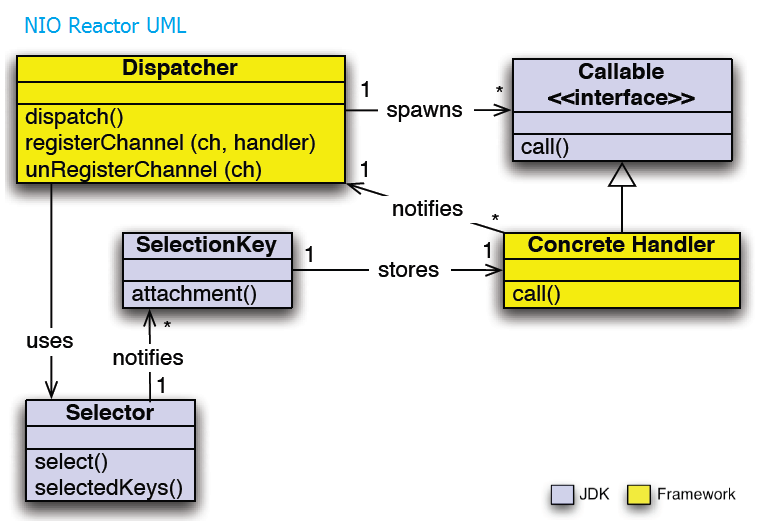 NIO Reactor UML
Dispatcher
dispatch()
registerChannel (ch, handler)
unRegisterChannel (ch)
1
spawns
*
Callable
<<interface>>
call()
1
notifies
*
SelectionKey
attachment()
1
stores
1
Concrete Handler
call()
uses
*
notifies
1
Selector
select()
selectedKeys()
JDK
Framework